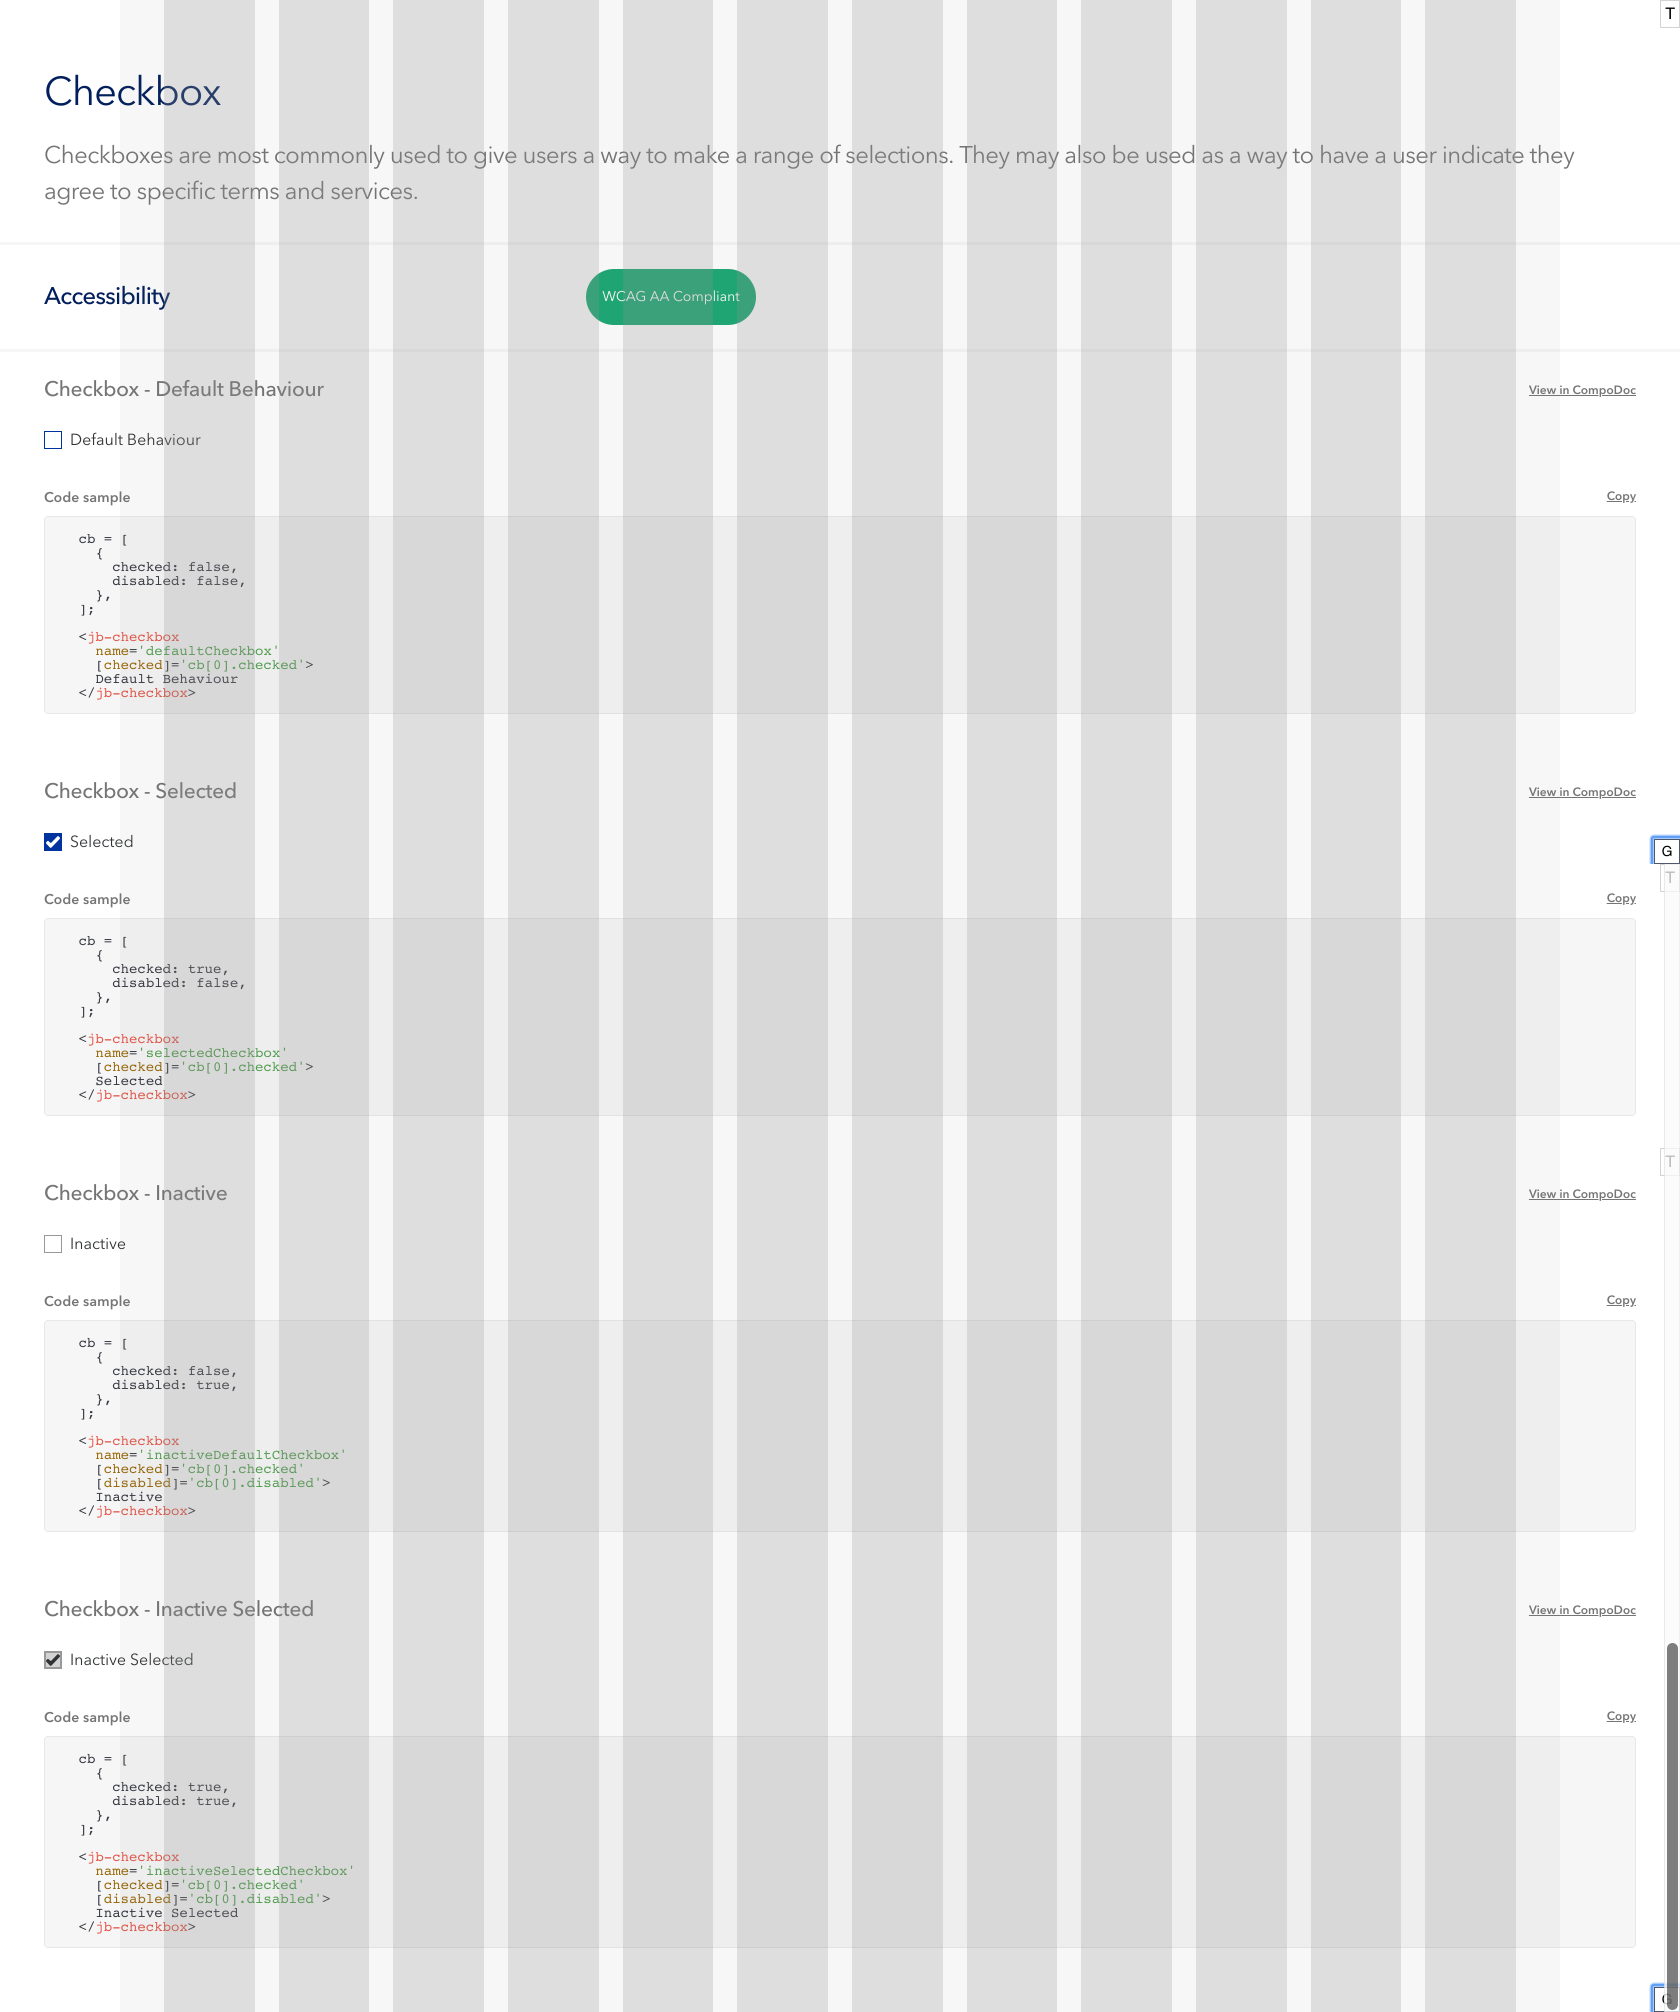 T
Checkbox
Checkboxes are most commonly used to give users a way to make a range of selections. They may also be used as a way to have a user indicate they
agree to specific terms and services.
Accessibility
WCAG AA Compliant
Checkbox - Default Behaviour
View in CompoDoc
Default Behaviour
Code sample
Copy
cb = [
{
checked: false,
disabled: false,
},
];
<jb-checkbox
name='defaultCheckbox'
[checked]='cb[0].checked'>
Default Behaviour
</jb-checkbox>
Checkbox - Selected
View in CompoDoc
Selected
G
T
Code sample
Copy
cb = [
{
checked: true,
disabled: false,
},
];
<jb-checkbox
name='selectedCheckbox'
[checked]='cb[0].checked'>
Selected
</jb-checkbox>
T
Checkbox - Inactive
View in CompoDoc
Inactive
Code sample
Copy
cb = [
{
checked: false,
disabled: true,
},
];
<jb-checkbox
name='inactiveDefaultCheckbox'
[checked]='cb[0].checked'
[disabled]='cb[0].disabled'>
Inactive
</jb-checkbox>
Checkbox - Inactive Selected
View in CompoDoc
Inactive Selected
Code sample
Copy
cb = [
{
checked: true,
disabled: true,
},
];
<jb-checkbox
name='inactiveSelectedCheckbox'
[checked]='cb[0].checked'
[disabled]='cb[0].disabled'>
Inactive Selected
</jb-checkbox>
G